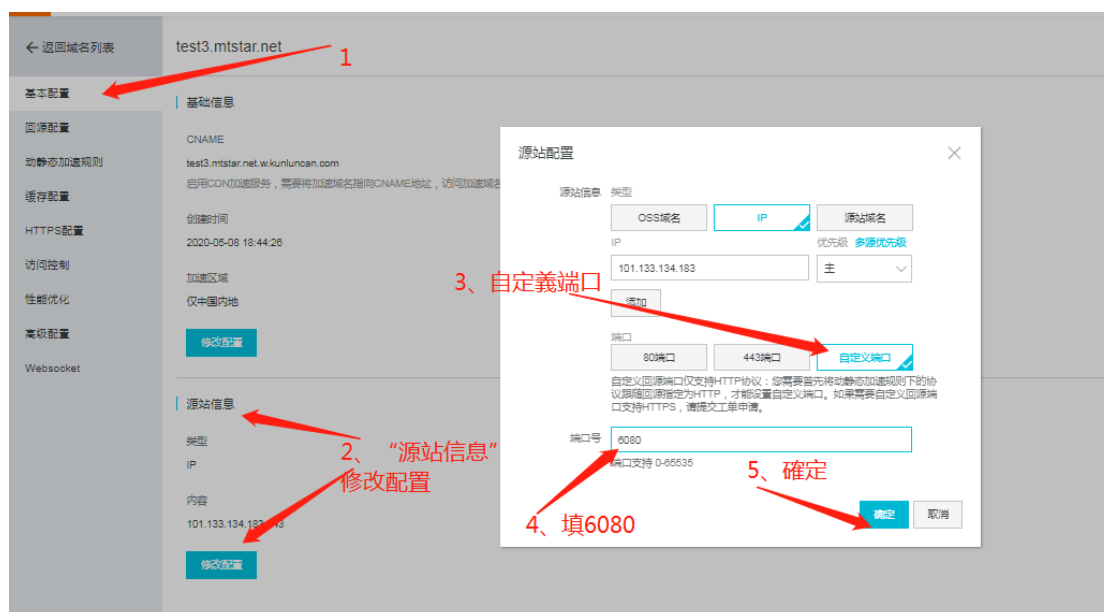 返回域名列表
test3.mtstar.net
1
基本配置
回源配置
动静态加速规则
缓存配置
HTTPS配置
访问控制
性能优化
高级配置
Websocket
基础信息
CNAME
test3.mtstar.net.w.kunluncan.com
启用CDN加速服务，需要将加速域名指向CNAME地址，访问加速域名
创建时间
2020-05-08 18:44:26
加速区域
仅中国内地
修改配置
源站信息
类型
IP
内容
101.133.134.183
修改配置
2、“源站信息”
修改配置
源站配置
源站信息 类型
OSS域名 IP 源站域名
IP 优先级 多源优先级
101.133.134.183 主
3、自定義端口
添加
端口
80端口 443端口 自定义端口
自定义回源端口仅支持HTTP协议：您需要首先将动静态加速规则下的协
议跟随回源指定为HTTP，才能设置自定义端口。如果需要自定义回源端
口支持HTTPS，请提交工单申请。
端口号 6080
端口支持 0-65535
5、確定
4、填6080
确定 取消